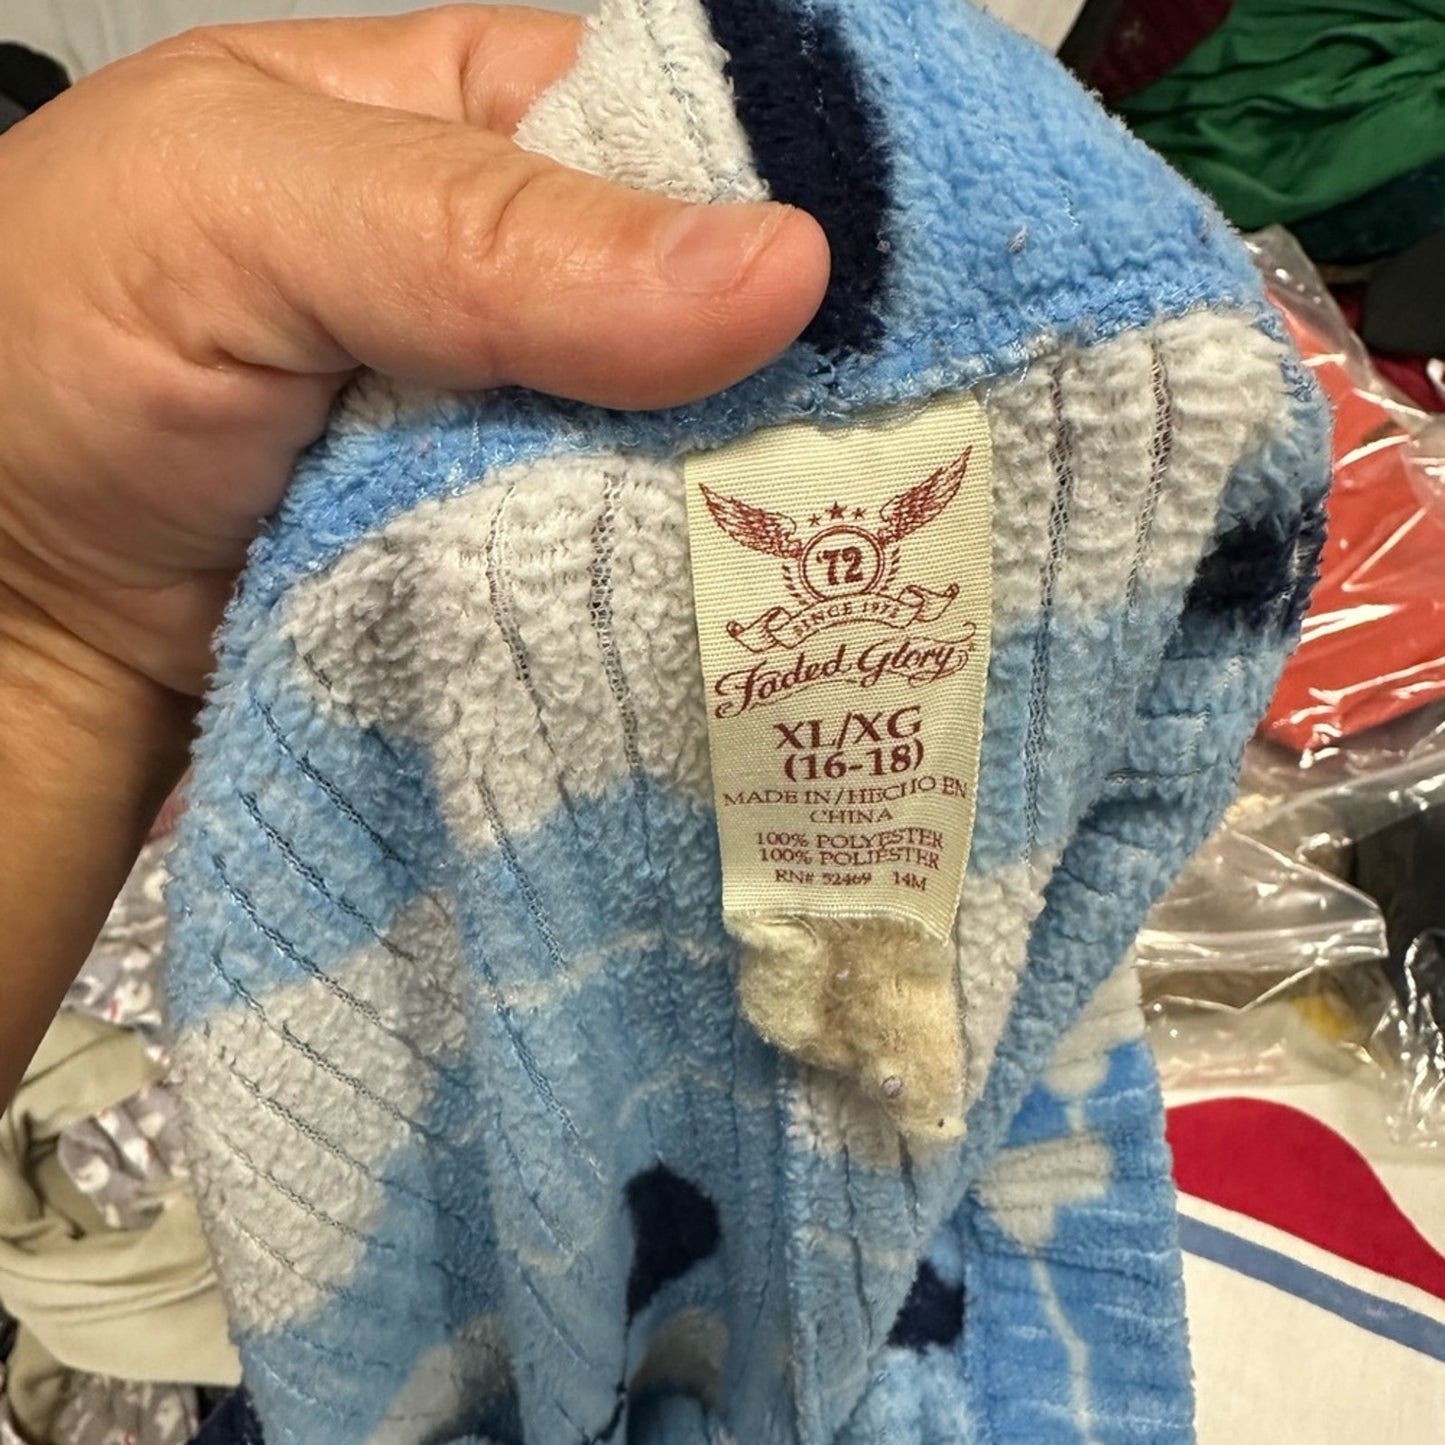 '72
SINCE 1972
Faded Glory
XL/XG
(16-18)
MADE IN/HECHO EN
CHINA
100% POLYESTER
100% POLIÉSTER
RN# 52469 14M